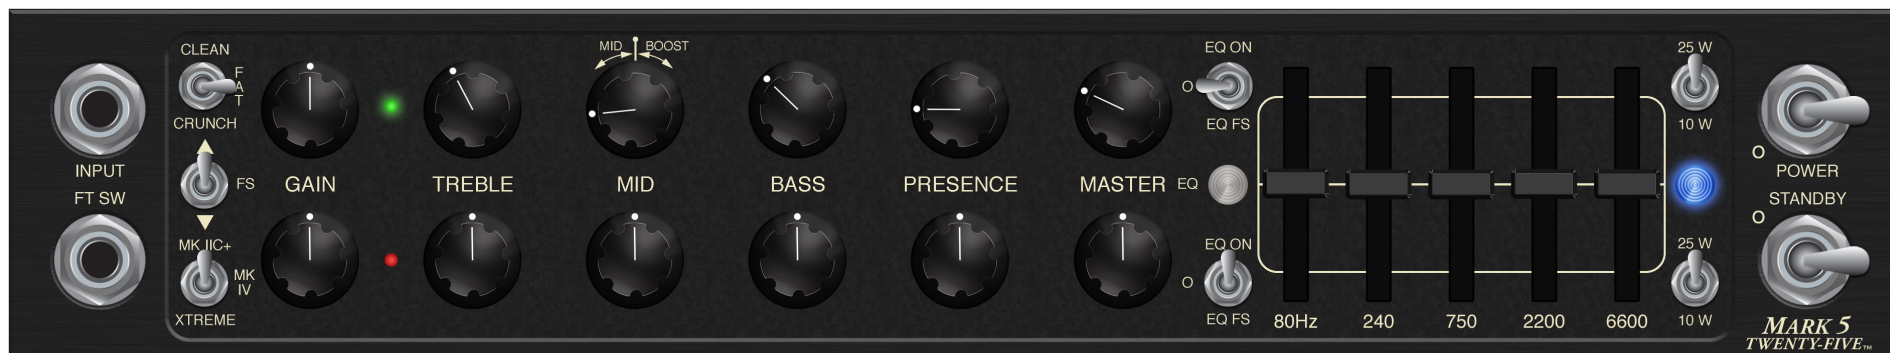 CLEAN
FAT
CRUNCH
INPUT
FT SW
FS
MK IIC+
MK
IV
XTREME
GAIN
TREBLE
MID BOOST
MID
BASS
PRESENCE
MASTER
EQ ON
O
EQ FS
EQ
EQ ON
O
EQ FS
80Hz 240 750 2200 6600
25 W
10 W
25 W
10 W
O
POWER
STANDBY
O
MARK 5
TWENTY-FIVE™